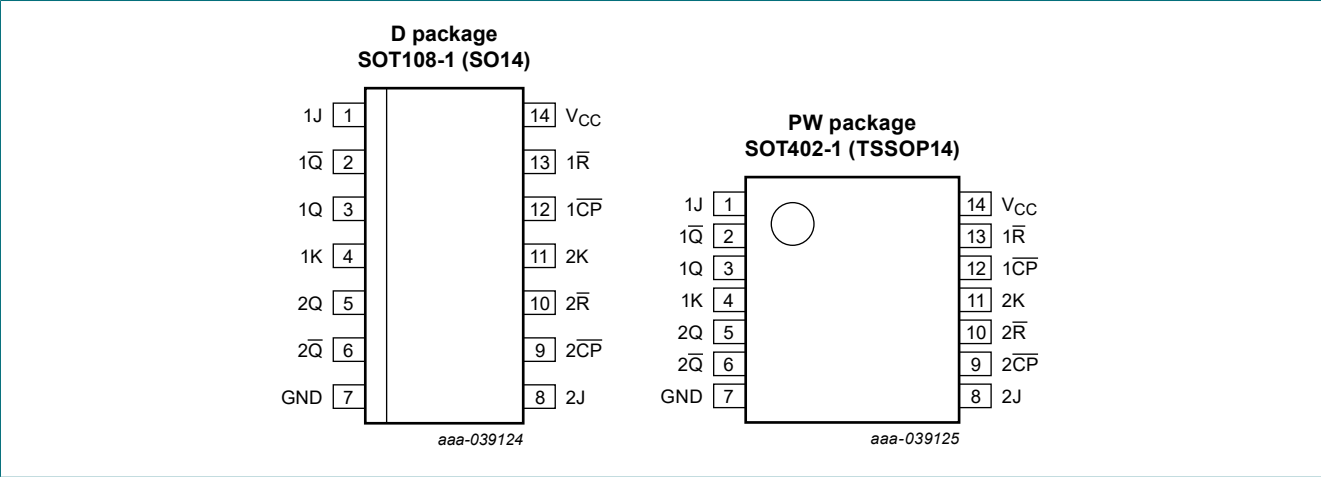 D package
SOT108-1 (SO14)
1J 1 14 VCC
1Q̅ 2 13 1R̅
1Q 3 12 1C̅P̅
1K 4 11 2K
2Q 5 10 2R̅
2Q̅ 6 9 2C̅P̅
GND 7 8 2J
aaa-039124
PW package
SOT402-1 (TSSOP14)
1J 1 14 VCC
1Q̅ 2 13 1R̅
1Q 3 12 1C̅P̅
1K 4 11 2K
2Q 5 10 2R̅
2Q̅ 6 9 2C̅P̅
GND 7 8 2J
aaa-039125